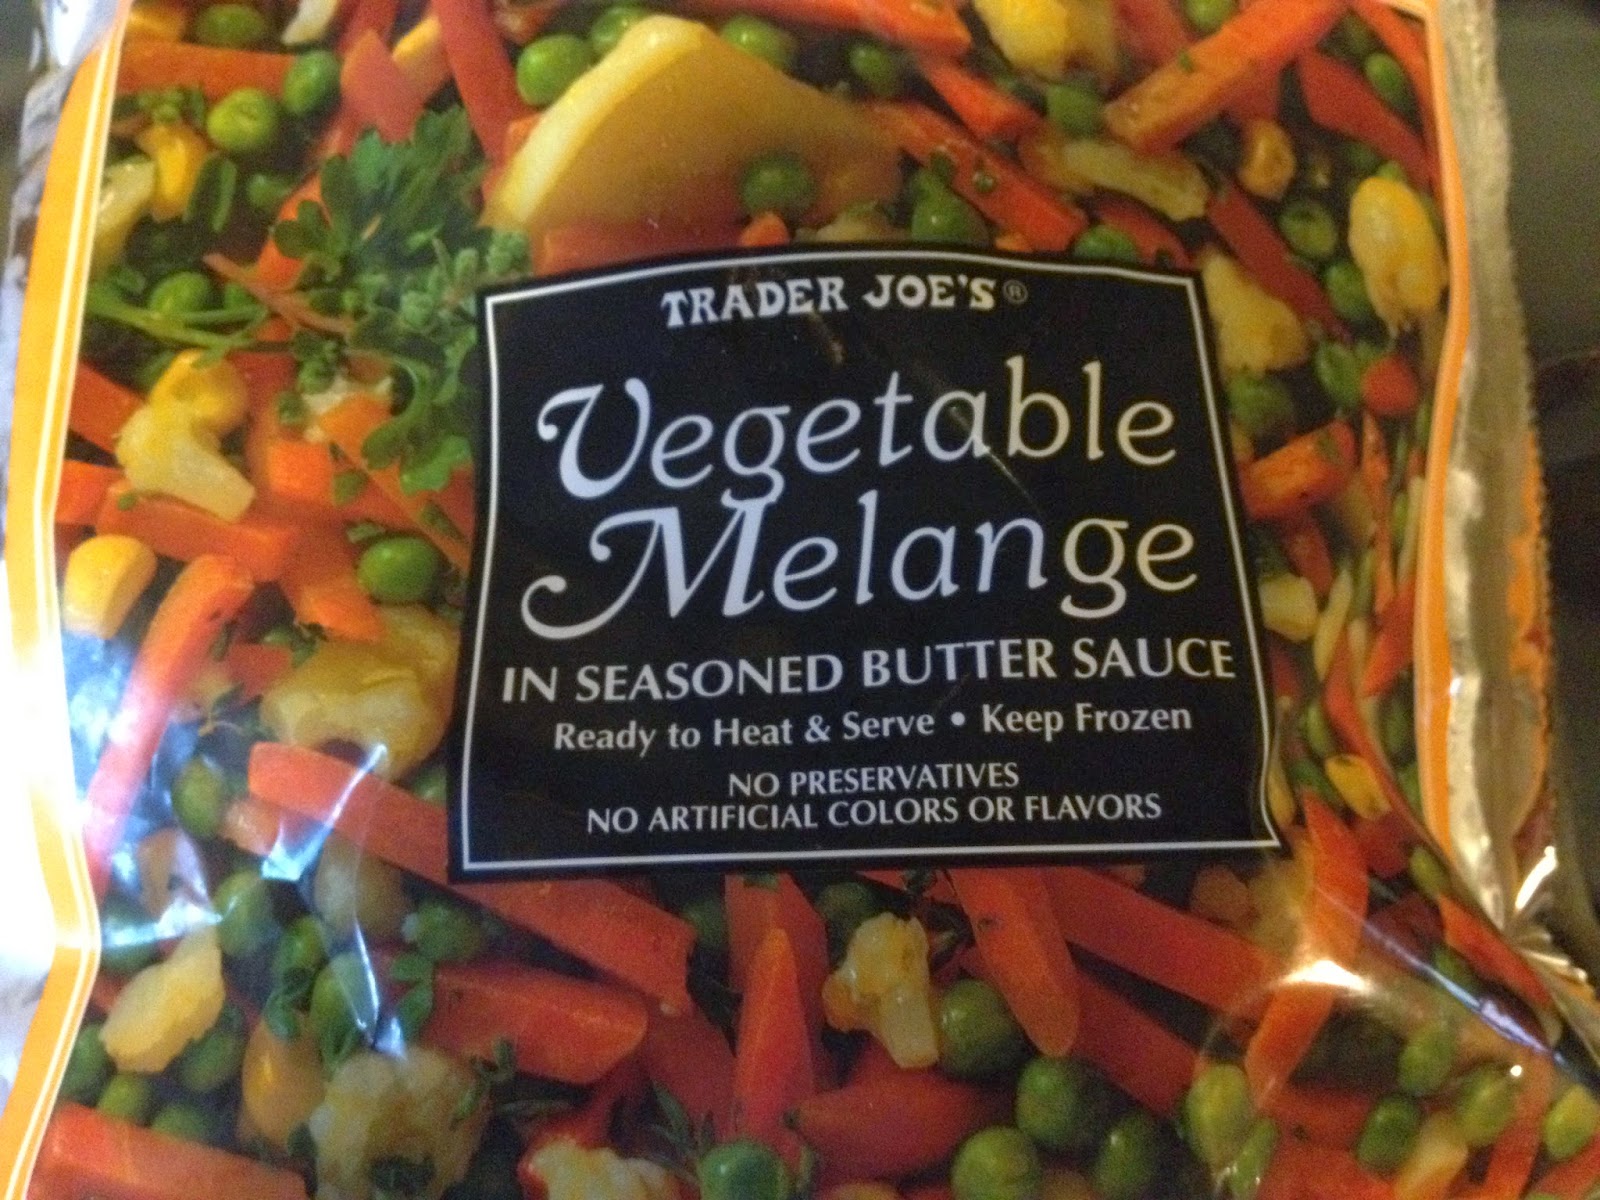 TRADER JOE'S®
Vegetable
Melange
IN SEASONED BUTTER SAUCE
Ready to Heat & Serve • Keep Frozen
NO PRESERVATIVES
NO ARTIFICIAL COLORS OR FLAVORS